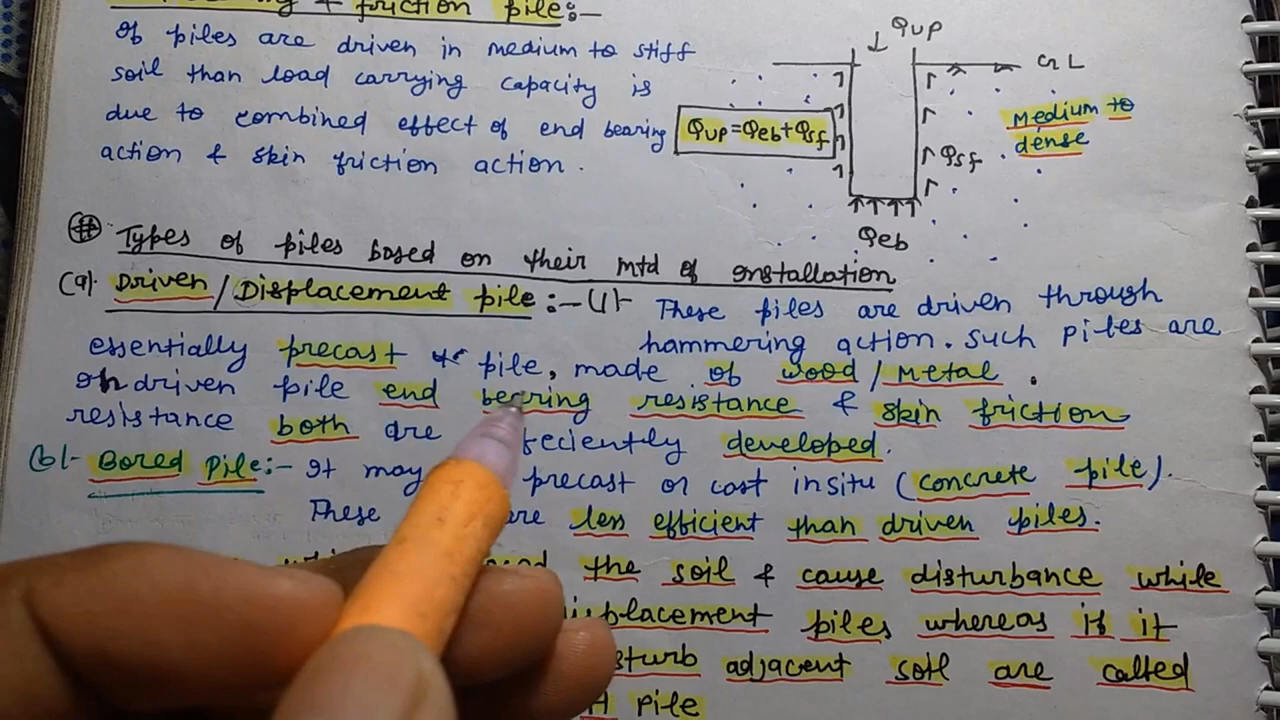 & friction pile:-
Of piles are driven in medium to stiff
soil than load carrying capacity is
due to combined effect of end bearing
action & skin friction action.
Qup
GL
Qup = Qeb + Qsf
Medium to
dense
Qsf
Qeb
# Types of piles based on their mtd of installation
(a). Driven / Displacement pile :- (1)- These piles are driven through
hammering action. Such piles are
essentially precast pile, made of wood / Metal.
driven pile end bearing resistance & skin friction
resistance both are developed.
(b)- Bored Pile:- It may precast or cast insitu (concrete pile).
These are less efficient than driven piles.
the soil & cause disturbance while
piles whereas if it
adjacent soil are called
pile